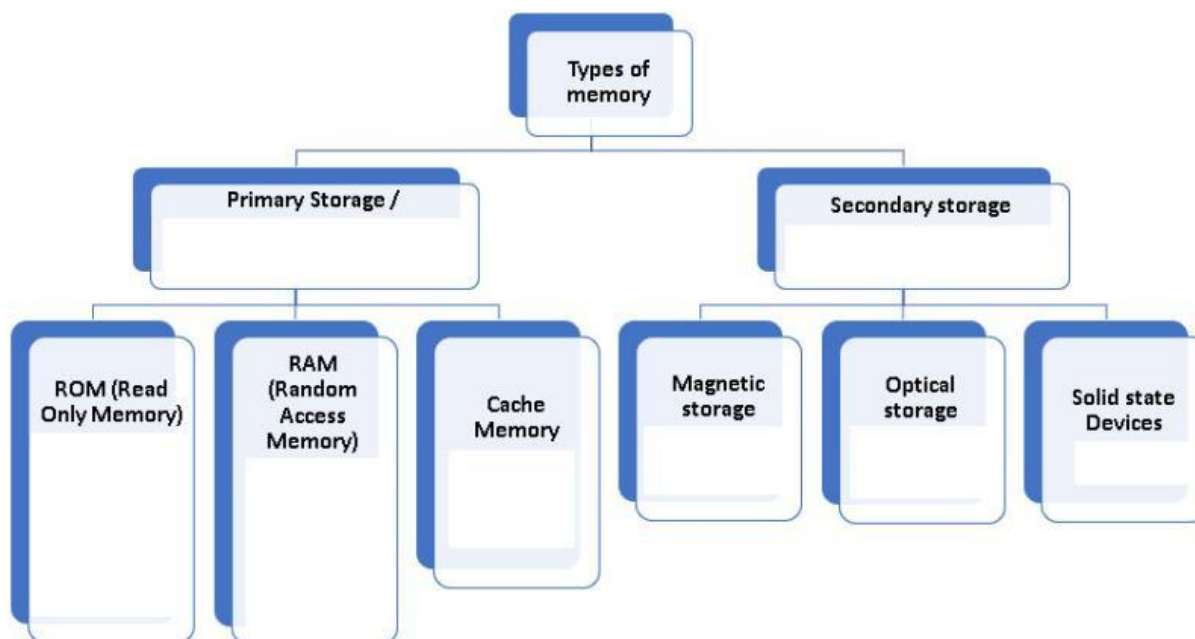 Types of
memory
Primary Storage /
Secondary storage
ROM (Read
Only Memory)
RAM
(Random
Access
Memory)
Cache
Memory
Magnetic
storage
Optical
storage
Solid state
Devices